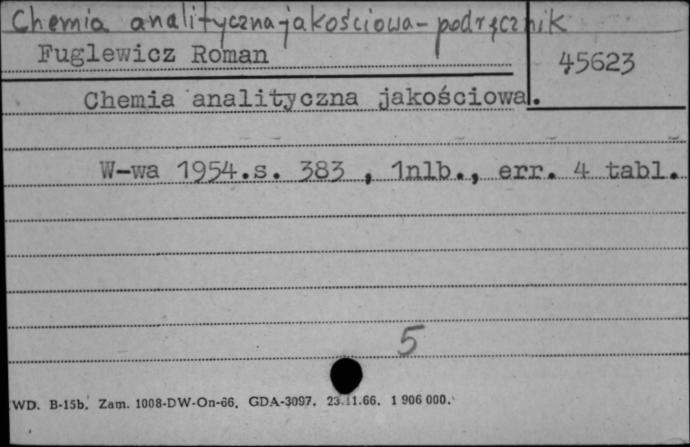 Chemia analityczna-jakościowa-podręcznik
Fuglewicz Roman
45623
Chemia analityczna jakościowa.
W-wa 1954.s. 383 , 1nlb., err. 4 tabl.
5
WD. B-15b. Zam. 1008-DW-On-66. GDA-3097. 23.11.66. 1 906 000.